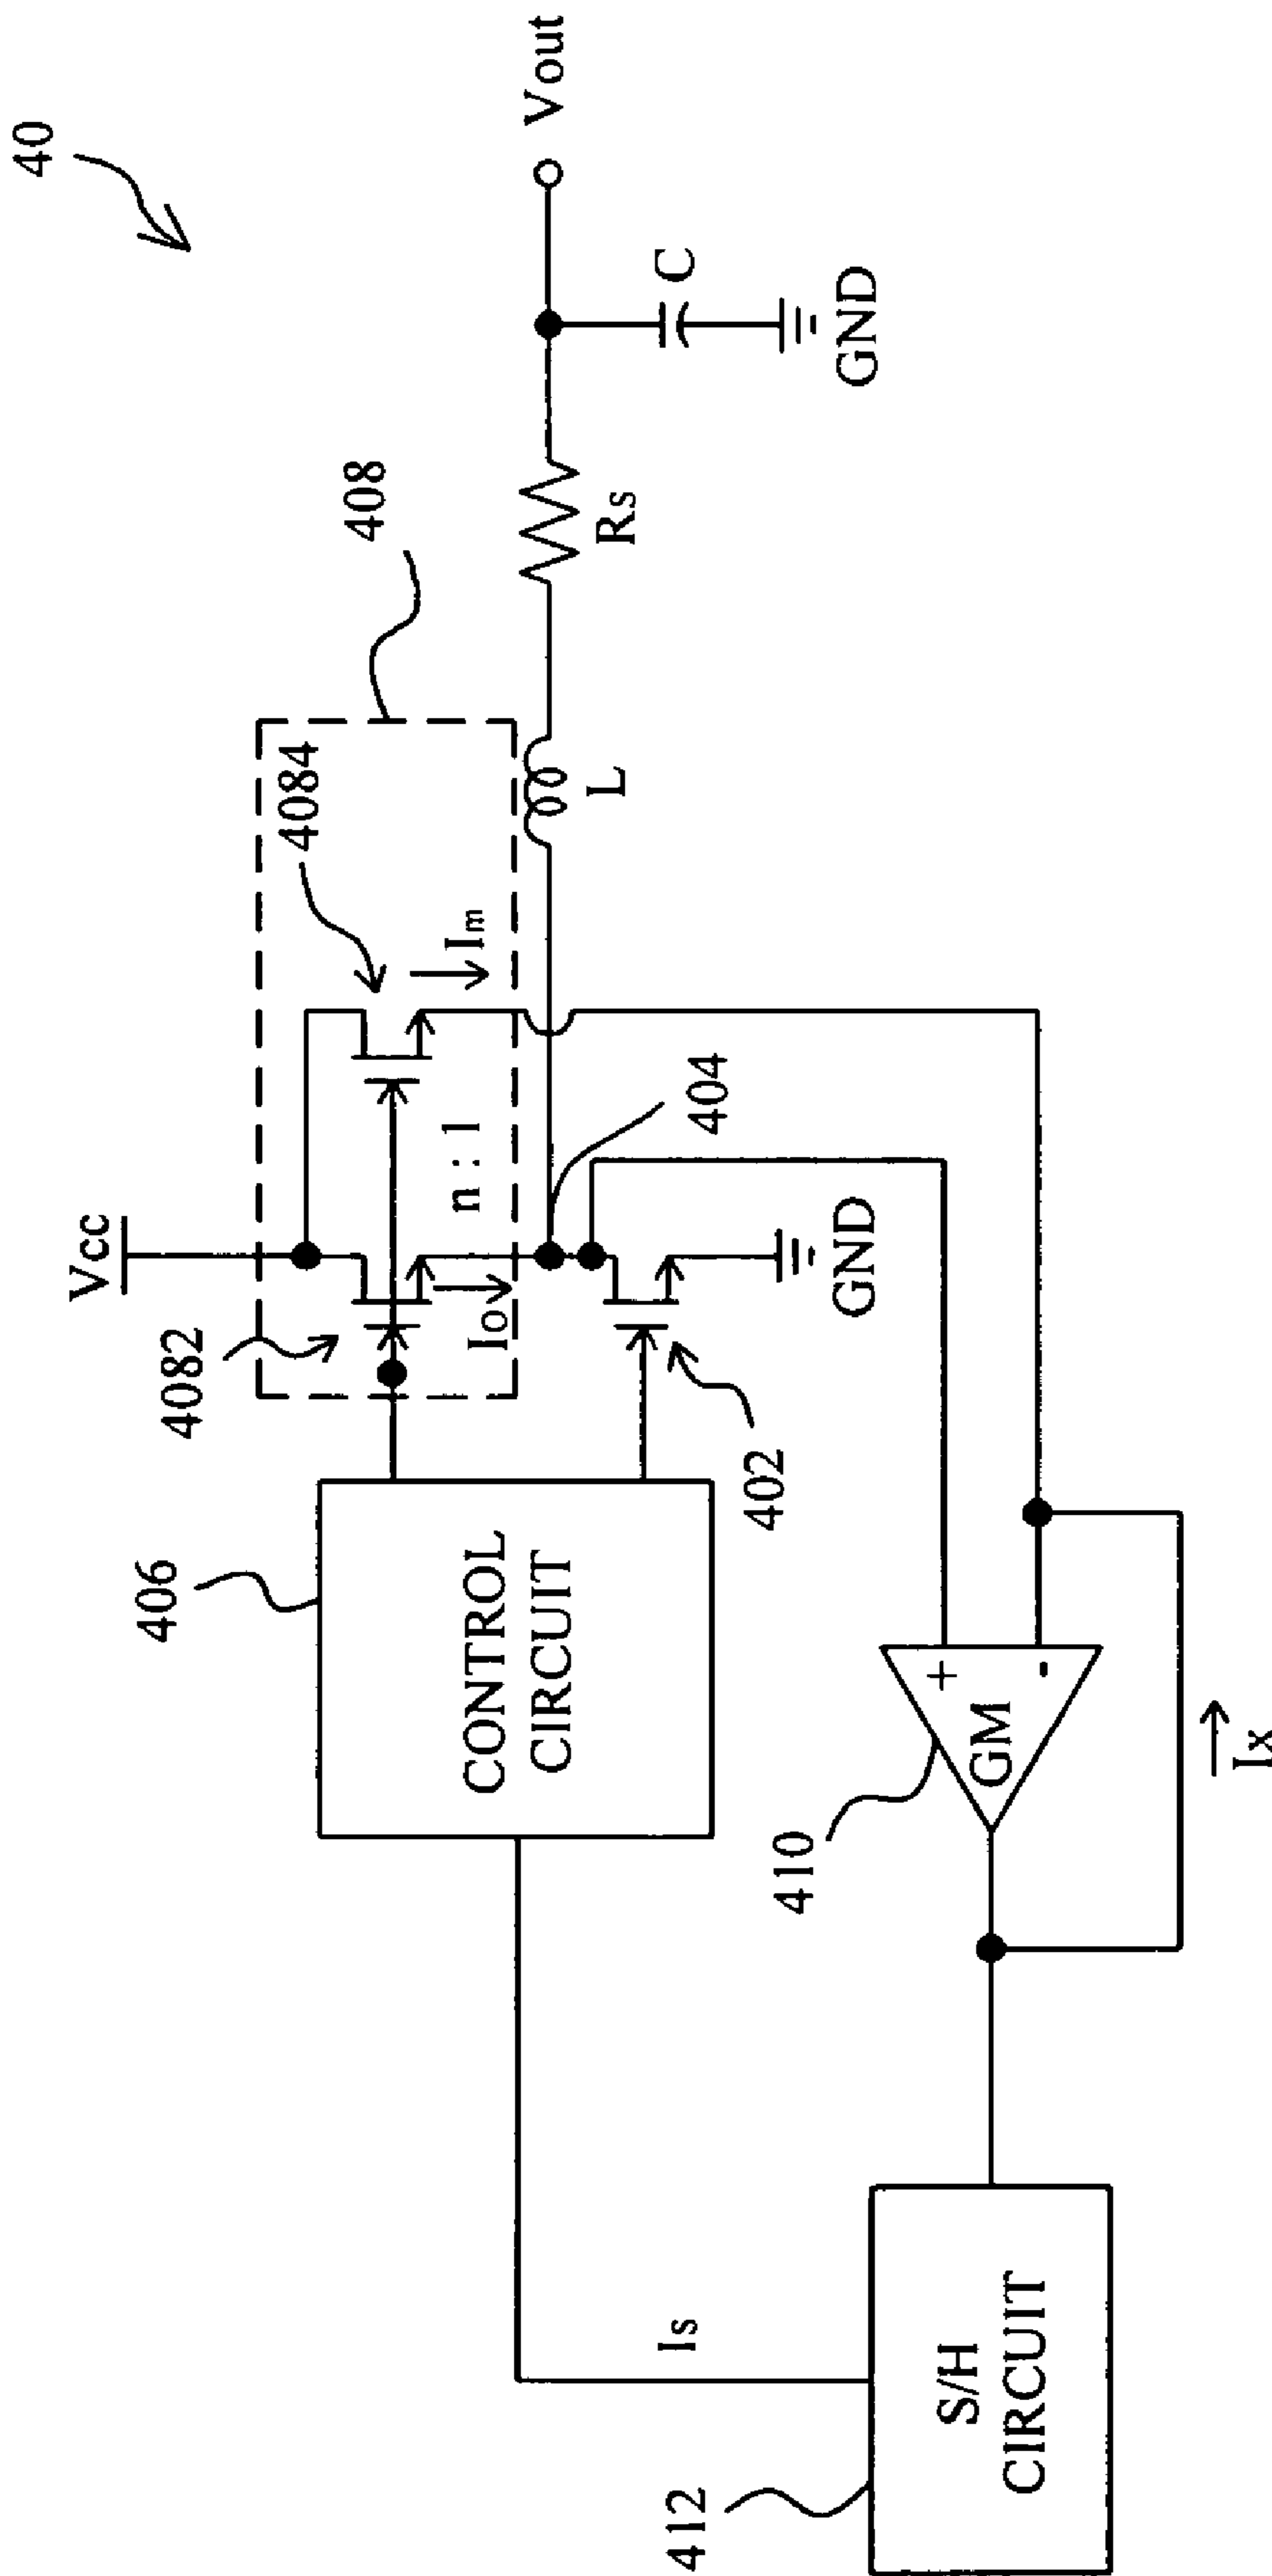 40
Vcc
408
4084
4082
Im
Io
n : 1
L
Rs
Vout
C
GND
404
406
CONTROL
CIRCUIT
402
GND
Is
410
GM
+
-
Ix
412
S/H
CIRCUIT